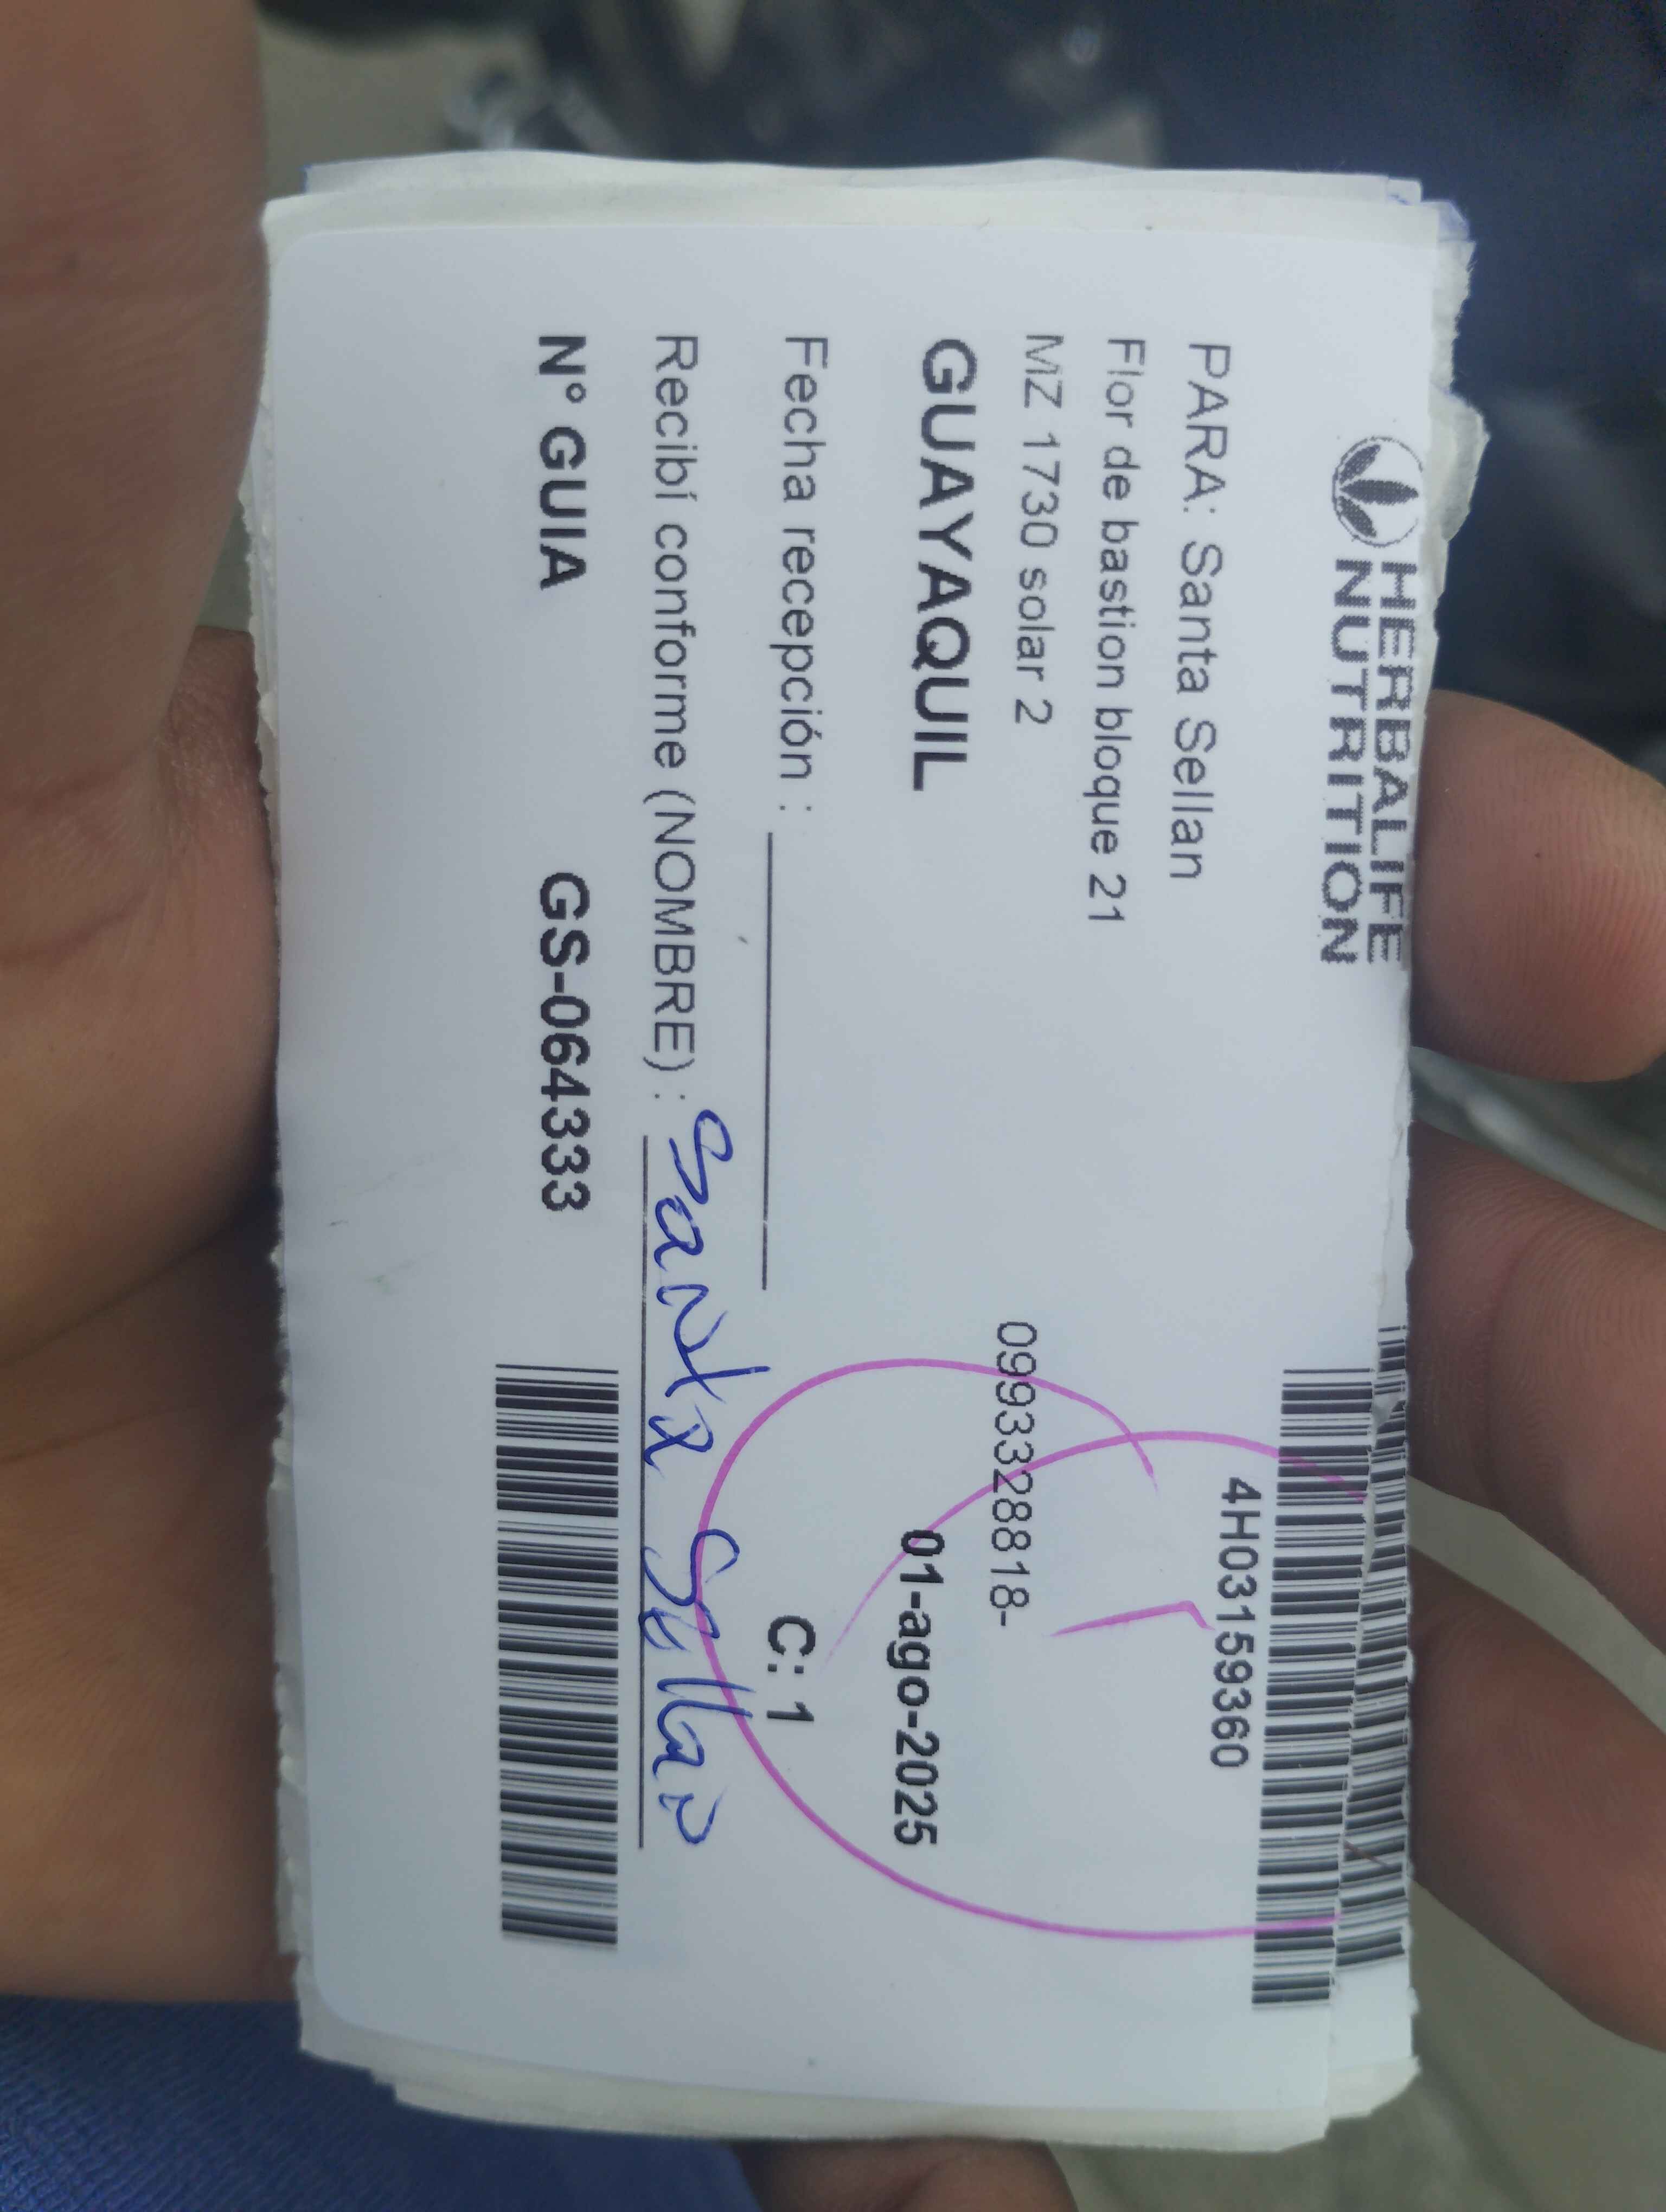 HERBALIFE
NUTRITION
4H03159360
PARA: Santa Sellan
Flor de bastion bloque 21
MZ 1730 solar 2
0993328818-
GUAYAQUIL
01-ago-2025
Fecha recepción :
C: 1
Recibí conforme (NOMBRE) : Santa Sellan
N° GUIA GS-064333